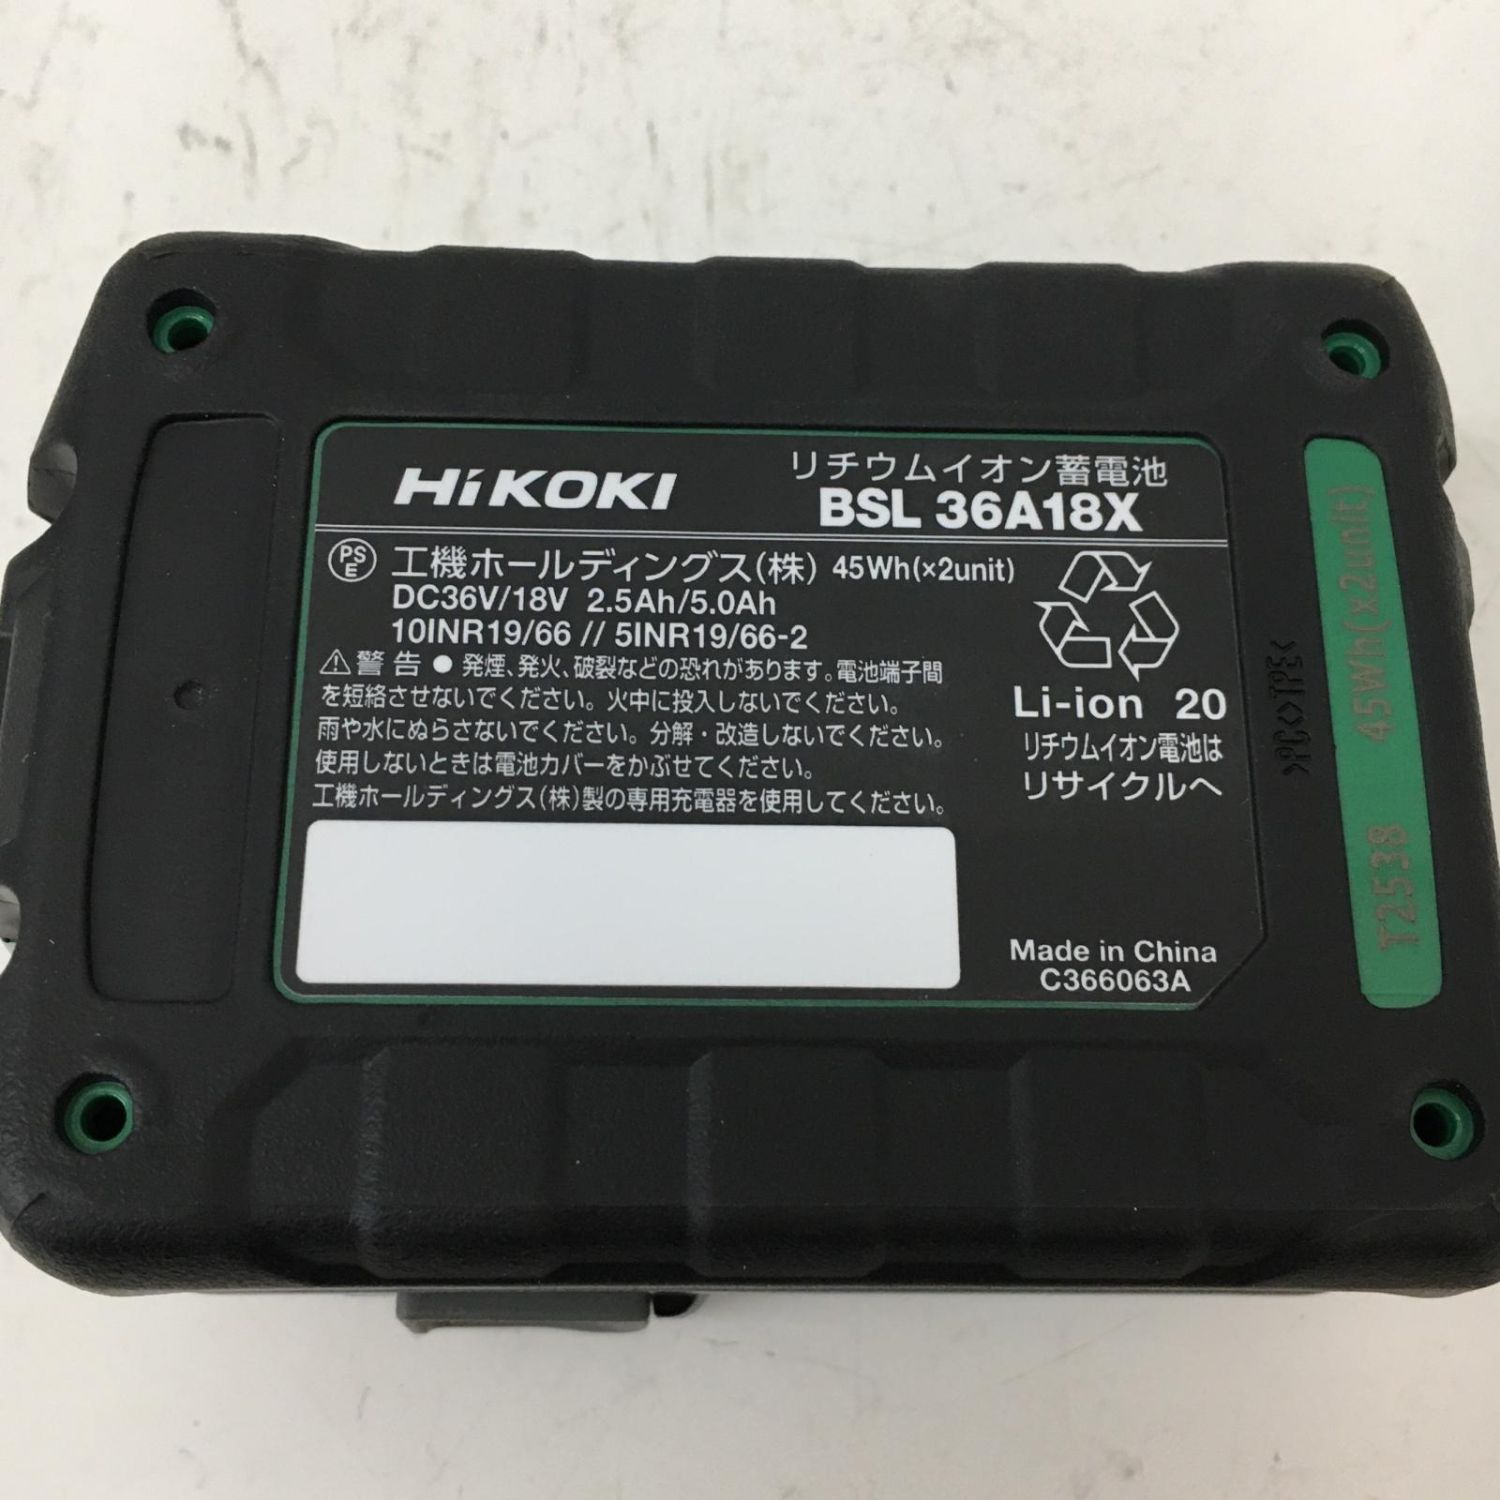 HiKOKI
リチウムイオン蓄電池
BSL 36A18X
PS
E
工機ホールディングス(株) 45Wh(×2unit)
DC36V/18V 2.5Ah/5.0Ah
10INR19/66 // 5INR19/66-2
⚠警告 ● 発煙、発火、破裂などの恐れがあります。電池端子間
を短絡させないでください。火中に投入しないでください。
雨や水にぬらさないでください。分解・改造しないでください。
使用しないときは電池カバーをかぶせてください。
工機ホールディングス(株)製の専用充電器を使用してください。
Li-ion 20
リチウムイオン電池は
リサイクルへ
Made in China
C366063A
>PC<>TPE<
T2538 45Wh(x2unit)